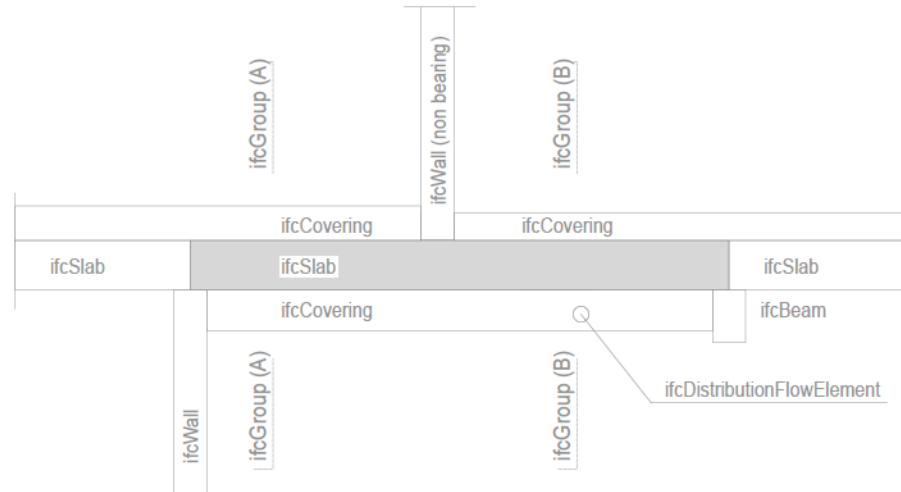 ifcGroup (A)
ifcWall (non bearing)
ifcGroup (B)
ifcCovering
ifcCovering
ifcSlab
ifcSlab
ifcSlab
ifcCovering
ifcBeam
ifcWall
ifcGroup (A)
ifcGroup (B)
ifcDistributionFlowElement